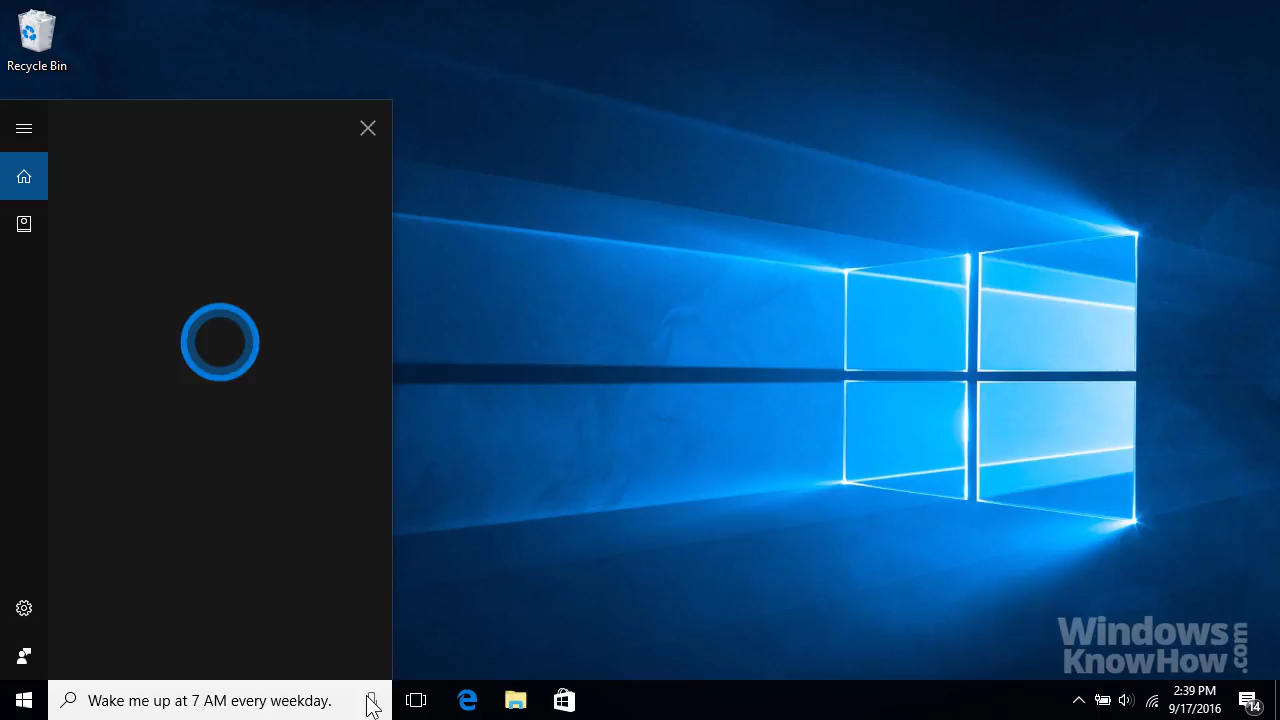 Recycle Bin
Wake me up at 7 AM every weekday.
Windows
KnowHow.com
2:39 PM
9/17/2016
14